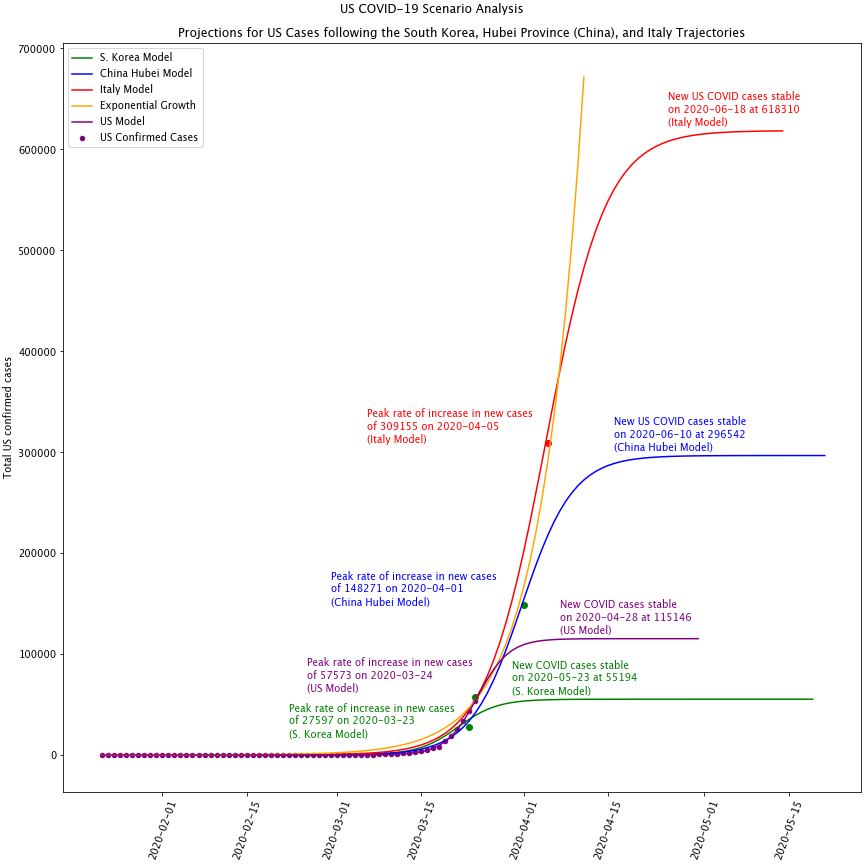 US COVID-19 Scenario Analysis
Projections for US Cases following the South Korea, Hubei Province (China), and Italy Trajectories
700000
600000
500000
400000
300000
200000
100000
0
Total US confirmed cases
S. Korea Model
China Hubei Model
Italy Model
Exponential Growth
US Model
US Confirmed Cases
New US COVID cases stable
on 2020-06-18 at 618310
(Italy Model)
Peak rate of increase in new cases
of 309155 on 2020-04-05
(Italy Model)
New US COVID cases stable
on 2020-06-10 at 296542
(China Hubei Model)
Peak rate of increase in new cases
of 148271 on 2020-04-01
(China Hubei Model)
New COVID cases stable
on 2020-04-28 at 115146
(US Model)
Peak rate of increase in new cases
of 57573 on 2020-03-24
(US Model)
New COVID cases stable
on 2020-05-23 at 55194
(S. Korea Model)
Peak rate of increase in new cases
of 27597 on 2020-03-23
(S. Korea Model)
2020-02-01
2020-02-15
2020-03-01
2020-03-15
2020-04-01
2020-04-15
2020-05-01
2020-05-15